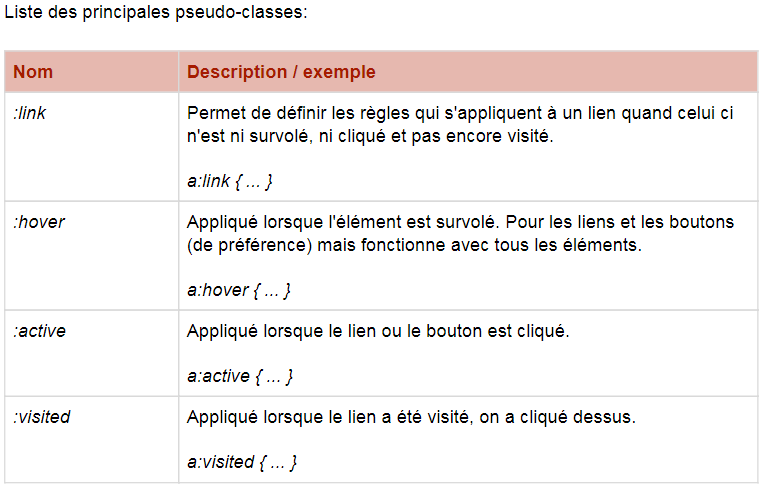 Liste des principales pseudo-classes:
Nom
Description / exemple
:link
Permet de définir les règles qui s'appliquent à un lien quand celui ci
n'est ni survolé, ni cliqué et pas encore visité.
a:link { ... }
:hover
Appliqué lorsque l'élément est survolé. Pour les liens et les boutons
(de préférence) mais fonctionne avec tous les éléments.
a:hover { ... }
:active
Appliqué lorsque le lien ou le bouton est cliqué.
a:active { ... }
:visited
Appliqué lorsque le lien a été visité, on a cliqué dessus.
a:visited { ... }